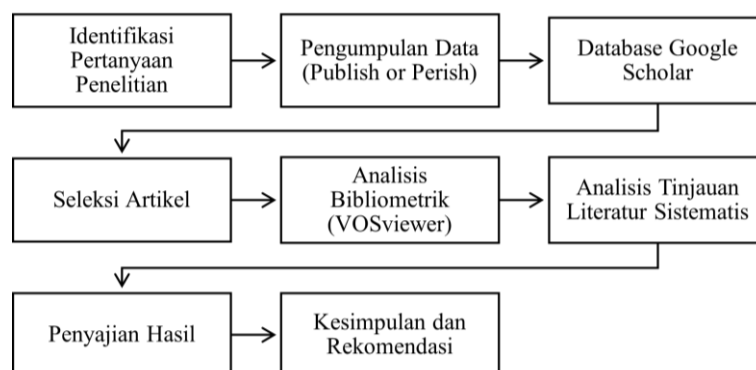 Identifikasi
Pertanyaan
Penelitian
Pengumpulan Data
(Publish or Perish)
Database Google
Scholar
Seleksi Artikel
Analisis
Bibliometrik
(VOSviewer)
Analisis Tinjauan
Literatur Sistematis
Penyajian Hasil
Kesimpulan dan
Rekomendasi